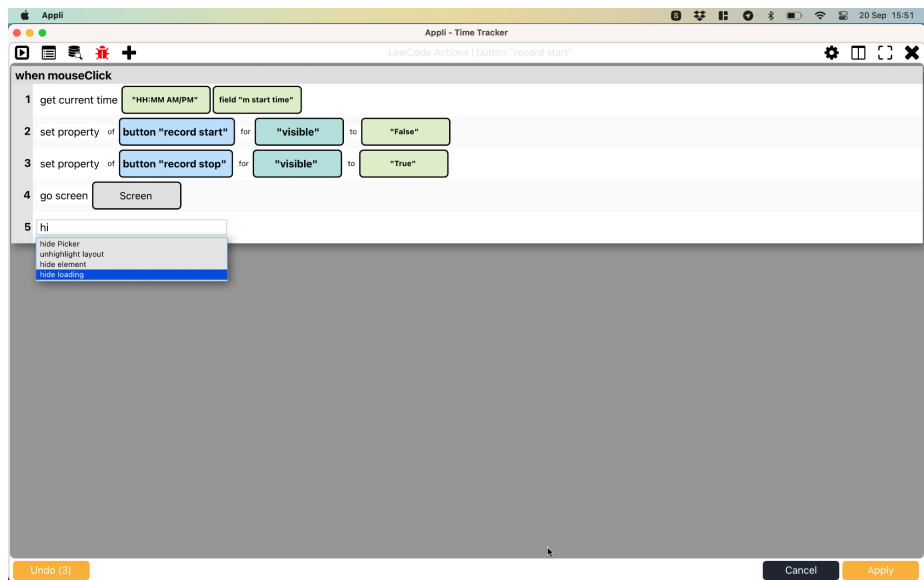 Appli S 20 Sep 15:51
Appli - Time Tracker
LowCode Actions | button "record start"
when mouseClick
1 get current time "HH:MM AM/PM" field "m start time"
2 set property of button "record start" for "visible" to "False"
3 set property of button "record stop" for "visible" to "True"
4 go screen Screen
5 hi
hide Picker
unhighlight layout
hide element
hide loading
Undo (3) Cancel Apply